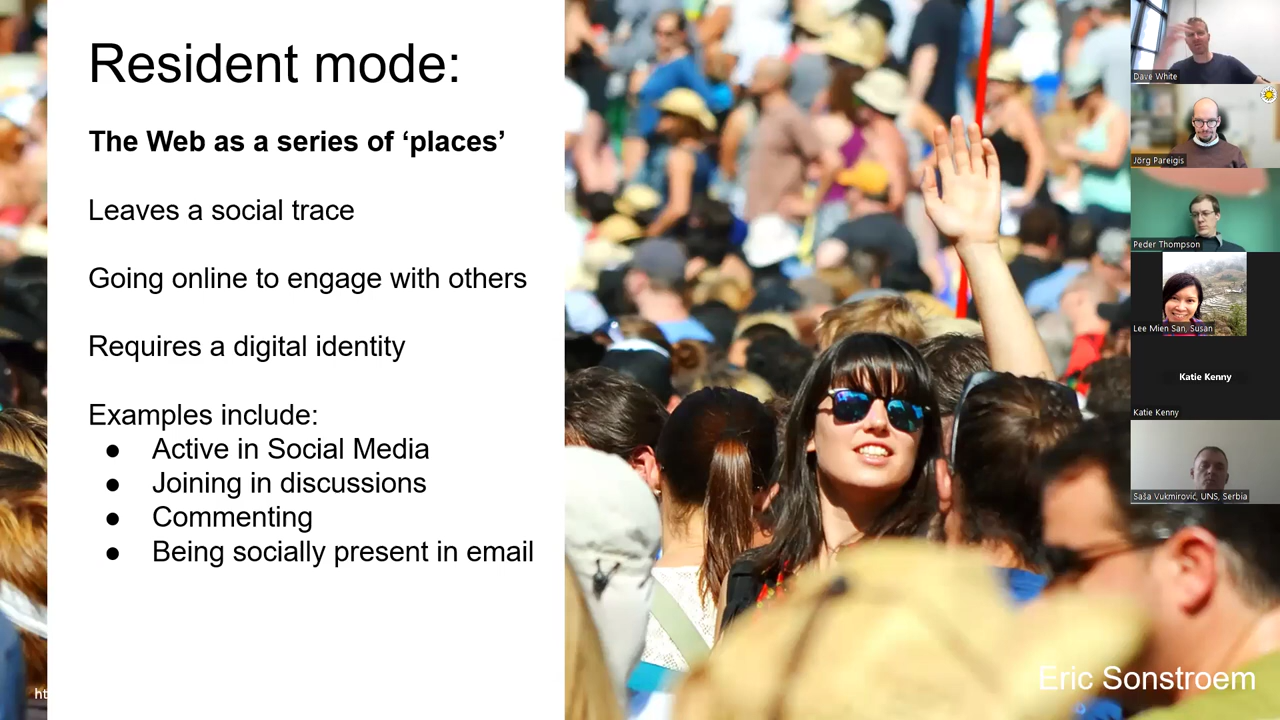 Resident mode:
The Web as a series of ‘places’
Leaves a social trace
Going online to engage with others
Requires a digital identity
Examples include:
● Active in Social Media
● Joining in discussions
● Commenting
● Being socially present in email
ht
Eric Sonstroem
Dave White
Jörg Pareigis
Peder Thompson
Lee Mien San, Susan
Katie Kenny
Katie Kenny
Saša Vukmirović, UNS, Serbia